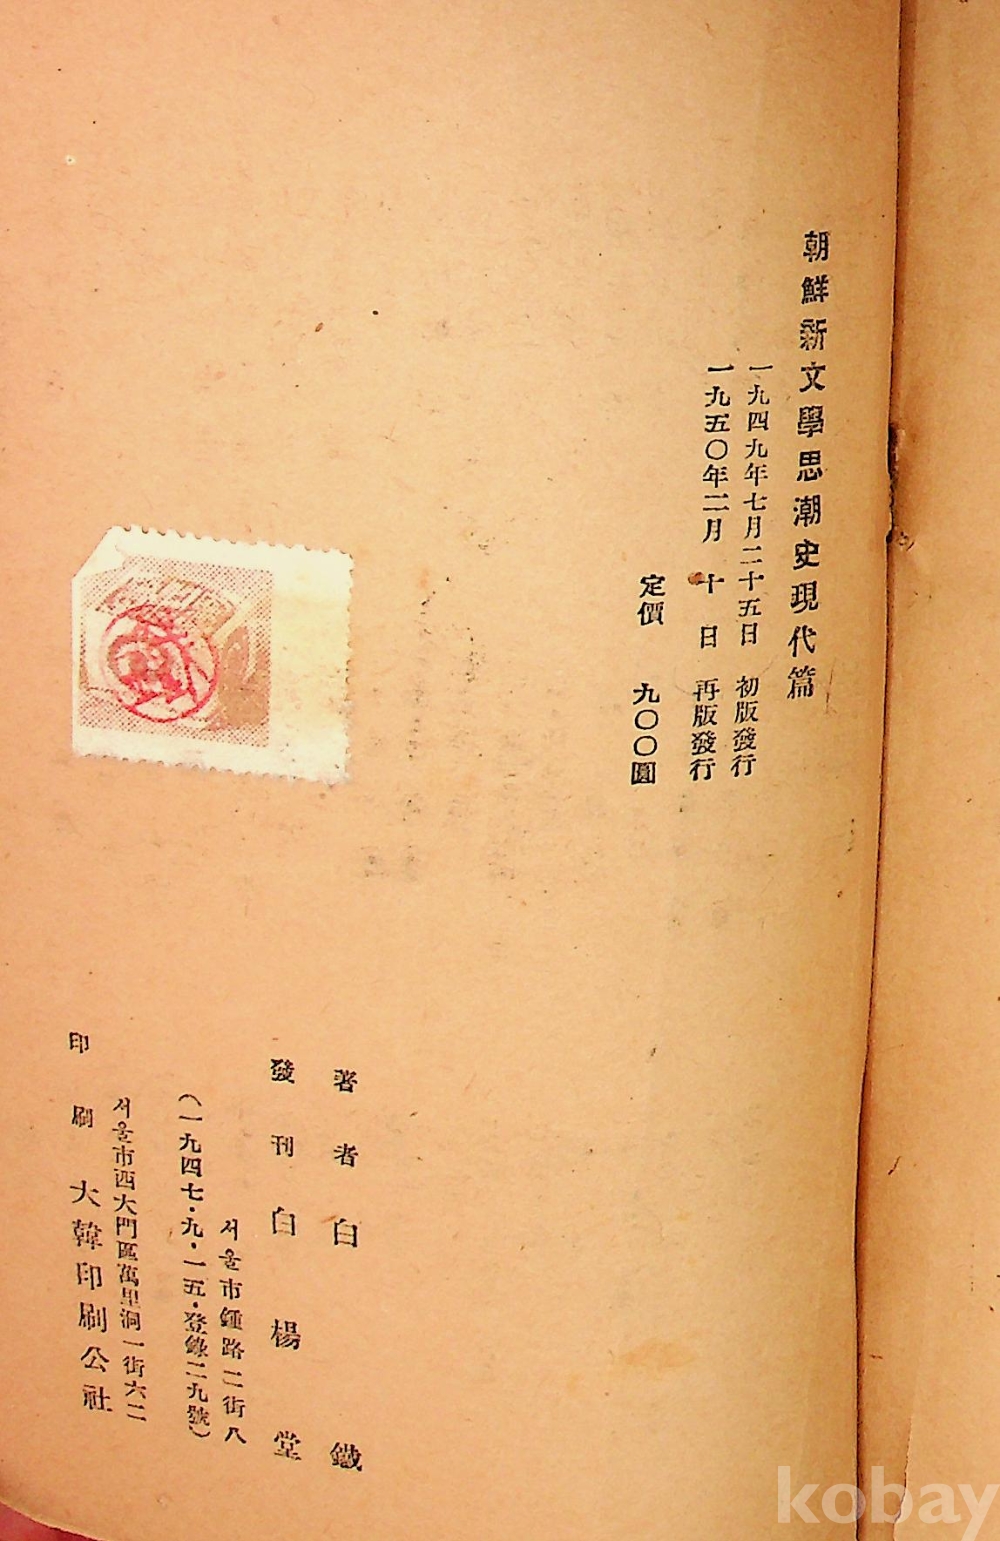 朝鮮新文學思潮史現代篇
一九四九年七月二十五日 初版發行
一九五〇年二月 十 日 再版發行
定價 九〇〇圓
著者 白 鐵
發刊 白楊堂
서울市鍾路二街八
(一九四七・九・一五・登錄二九號)
서울市西大門區萬里洞一街六二
印刷 大韓印刷公社
kobay